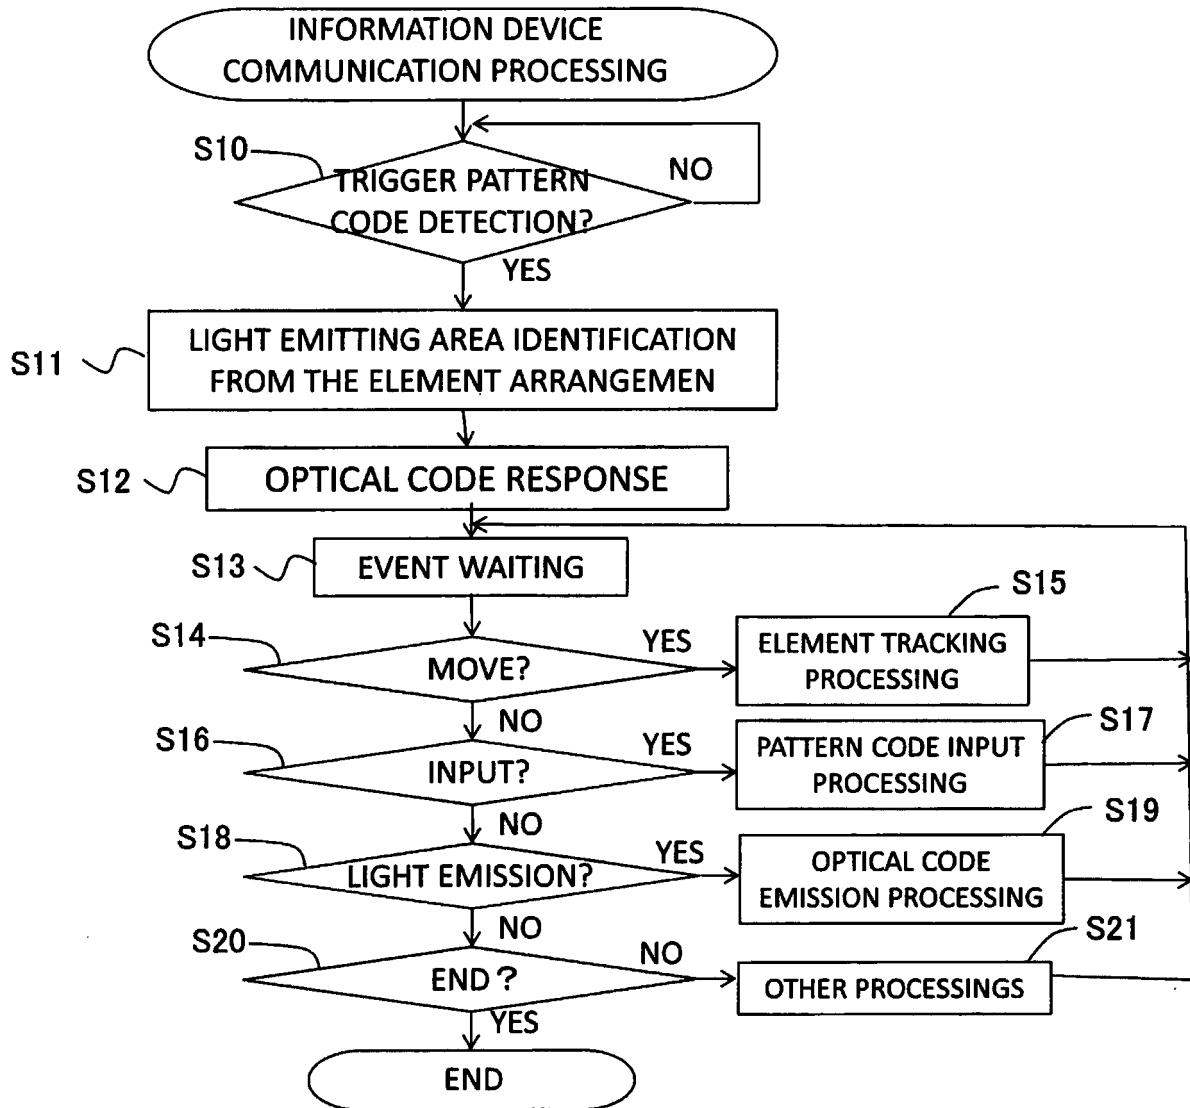 INFORMATION DEVICE
COMMUNICATION PROCESSING
S10
TRIGGER PATTERN
CODE DETECTION?
NO
YES
S11
LIGHT EMITTING AREA IDENTIFICATION
FROM THE ELEMENT ARRANGEMEN
S12
OPTICAL CODE RESPONSE
S13
EVENT WAITING
S14
MOVE?
YES
S15
ELEMENT TRACKING
PROCESSING
NO
S16
INPUT?
YES
S17
PATTERN CODE INPUT
PROCESSING
NO
S18
LIGHT EMISSION?
YES
S19
OPTICAL CODE
EMISSION PROCESSING
NO
S20
END?
NO
S21
OTHER PROCESSINGS
YES
END